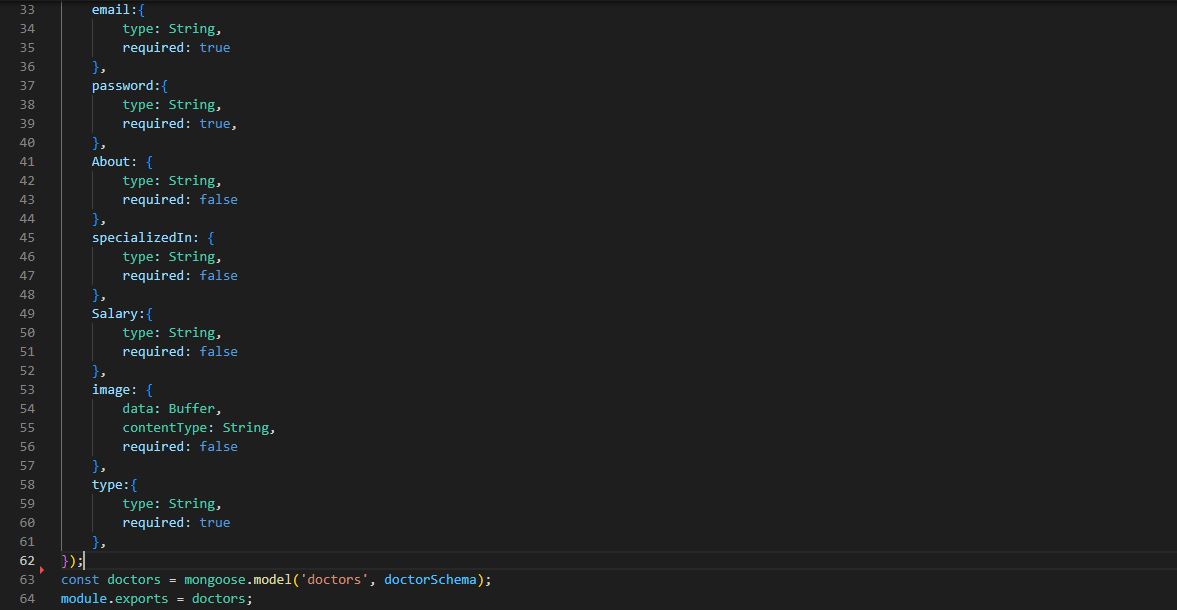 33 email:{
34 type: String,
35 required: true
36 },
37 password:{
38 type: String,
39 required: true,
40 },
41 About: {
42 type: String,
43 required: false
44 },
45 specializedIn: {
46 type: String,
47 required: false
48 },
49 Salary:{
50 type: String,
51 required: false
52 },
53 image: {
54 data: Buffer,
55 contentType: String,
56 required: false
57 },
58 type:{
59 type: String,
60 required: true
61 },
62 });
63 const doctors = mongoose.model('doctors', doctorSchema);
64 module.exports = doctors;